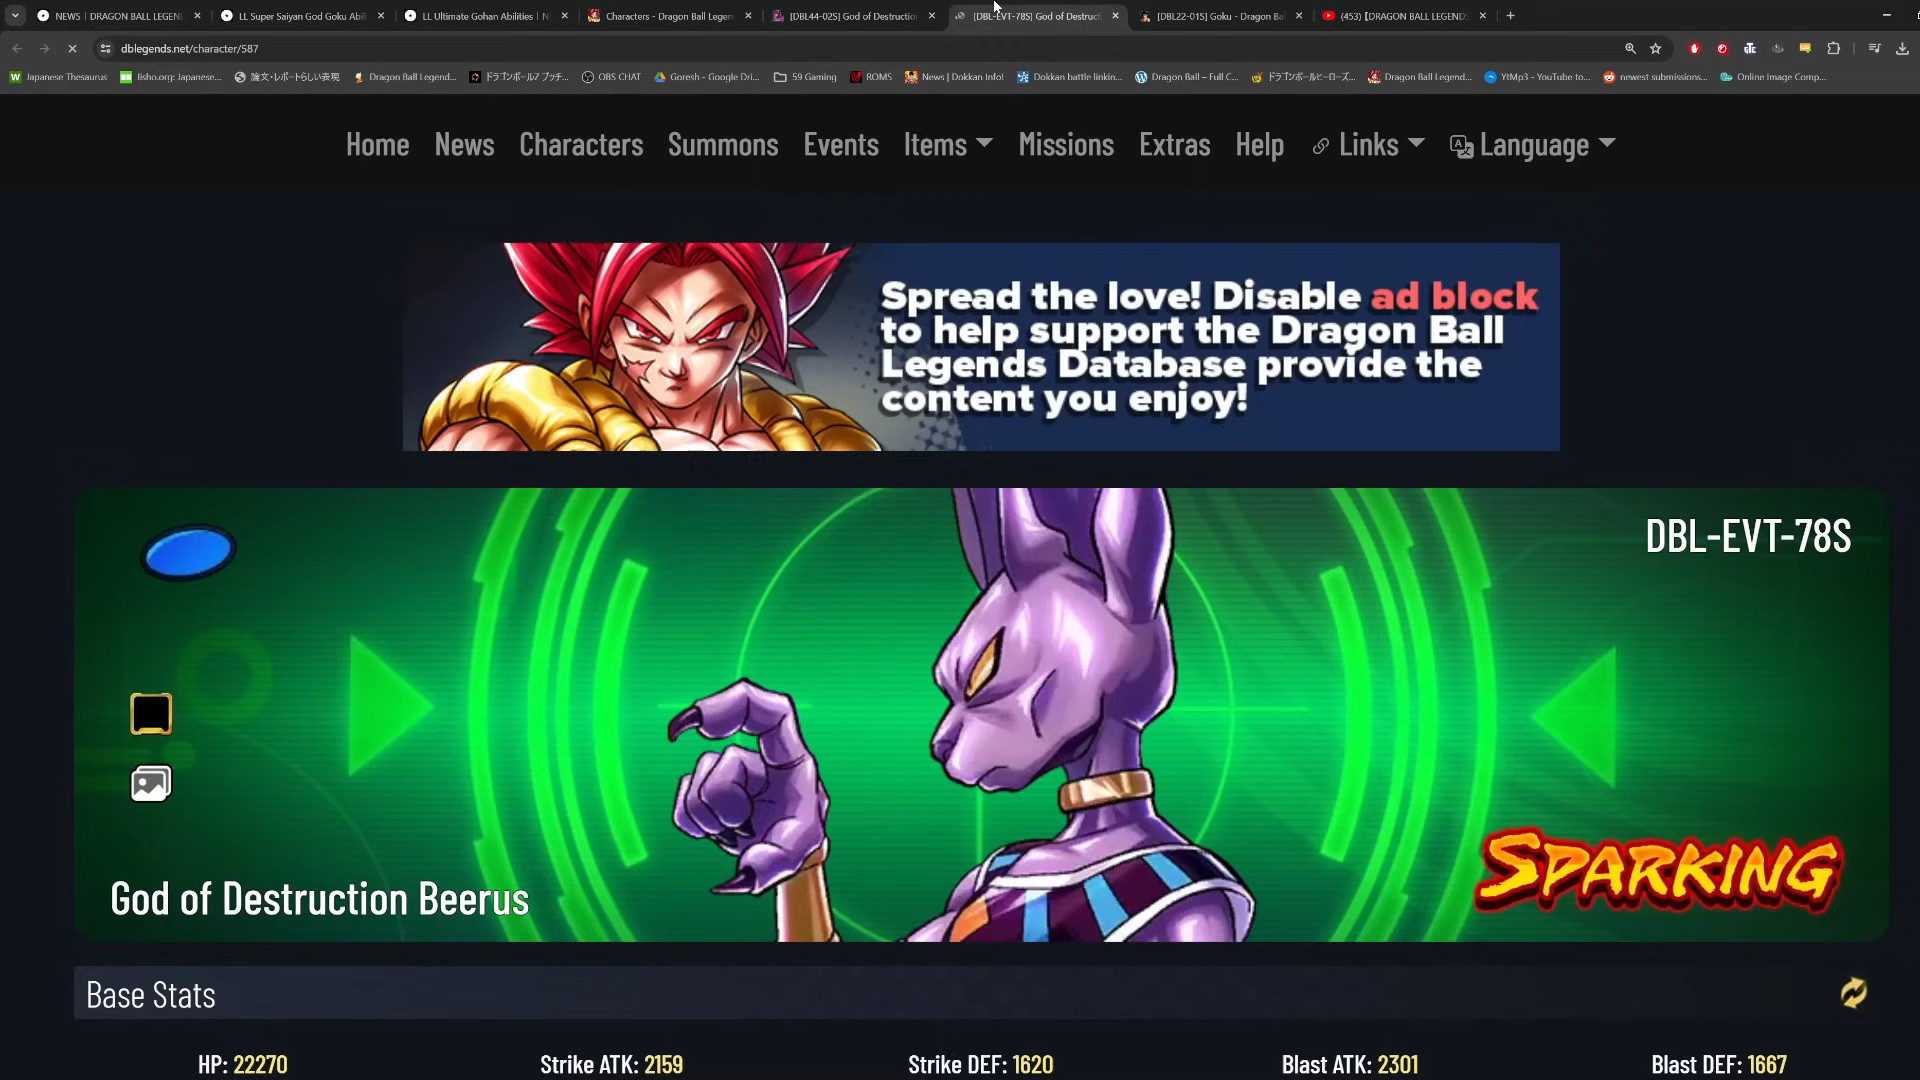 NEWS | DRAGON BALL LEGEND
LL Super Saiyan God Goku Abili
LL Ultimate Gohan Abilities | N
Characters - Dragon Ball Legen
[DBL44-02S] God of Destructio
[DBL-EVT-78S] God of Destruct
[DBL22-01S] Goku - Dragon Bal
(453)【DRAGON BALL LEGEND
dblegends.net/character/587
Japanese Thesaurus
Jisho.org: Japanese...
論文・レポートらしい表現
Dragon Ball Legend...
ドラゴンボールZ ブッチ...
OBS CHAT
Goresh - Google Dri...
59 Gaming
ROMS
News | Dokkan Info!
Dokkan battle linkin...
Dragon Ball – Full C...
ドラゴンボールヒーローズ...
Dragon Ball Legend...
YtMp3 - YouTube to...
newest submissions...
Online Image Comp...
Home
News
Characters
Summons
Events
Items
Missions
Extras
Help
Links
Language
Spread the love! Disable ad block
to help support the Dragon Ball
Legends Database provide the
content you enjoy!
DBL-EVT-78S
SPARKING
God of Destruction Beerus
Base Stats
HP: 22270
Strike ATK: 2159
Strike DEF: 1620
Blast ATK: 2301
Blast DEF: 1667